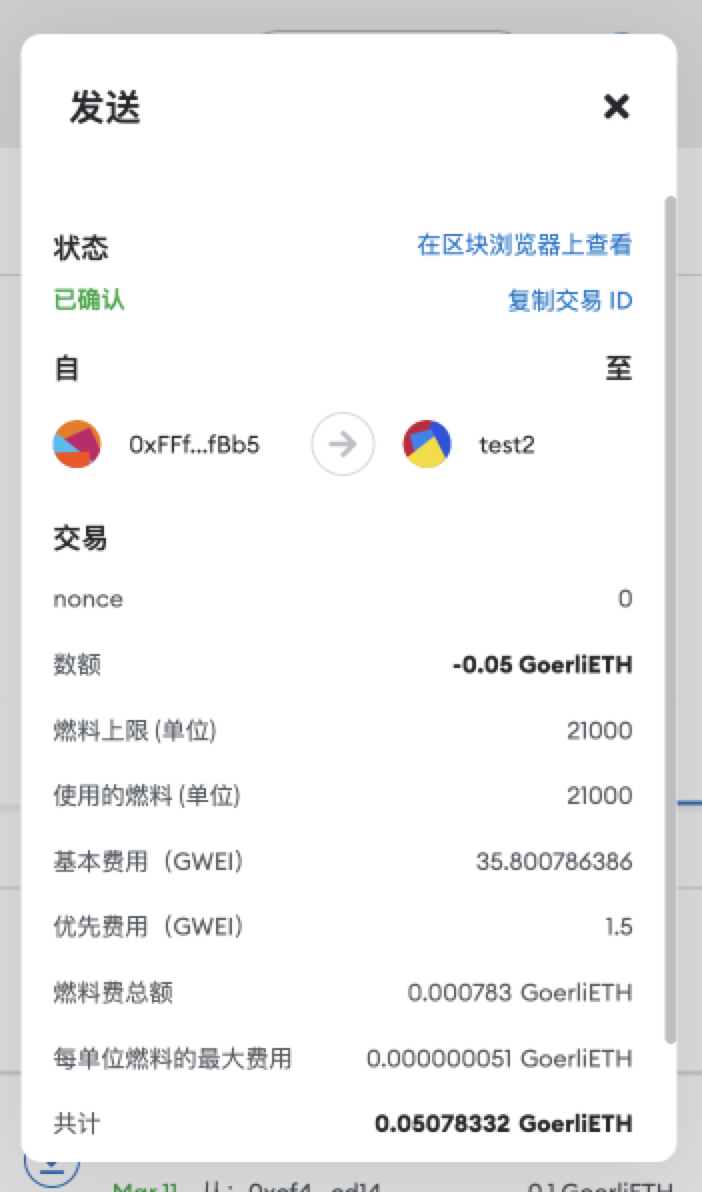 发送
状态 在区块浏览器上查看
已确认 复制交易 ID
自 至
0xFFf...fBb5 test2
交易
nonce 0
数额 -0.05 GoerliETH
燃料上限 (单位) 21000
使用的燃料 (单位) 21000
基本费用（GWEI） 35.800786386
优先费用（GWEI） 1.5
燃料费总额 0.000783 GoerliETH
每单位燃料的最大费用 0.000000051 GoerliETH
共计 0.05078332 GoerliETH